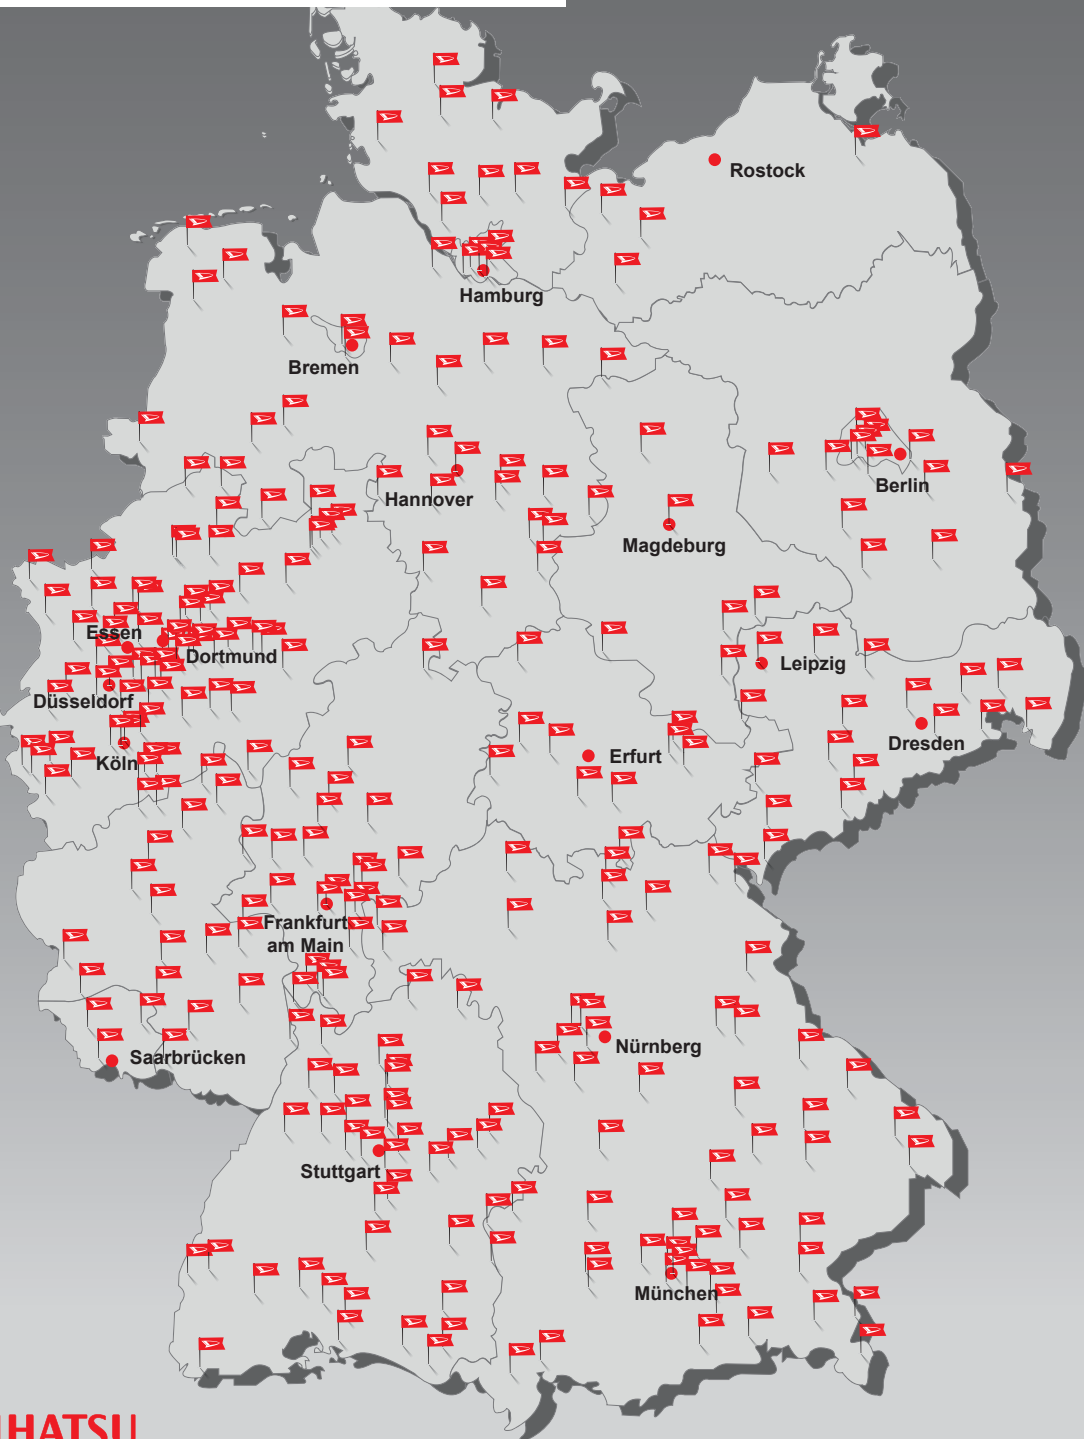 Rostock
Hamburg
Bremen
Hannover
Berlin
Magdeburg
Essen
Dortmund
Leipzig
Düsseldorf
Dresden
Köln
Erfurt
Frankfurt
am Main
Nürnberg
Saarbrücken
Stuttgart
München
IHATSU